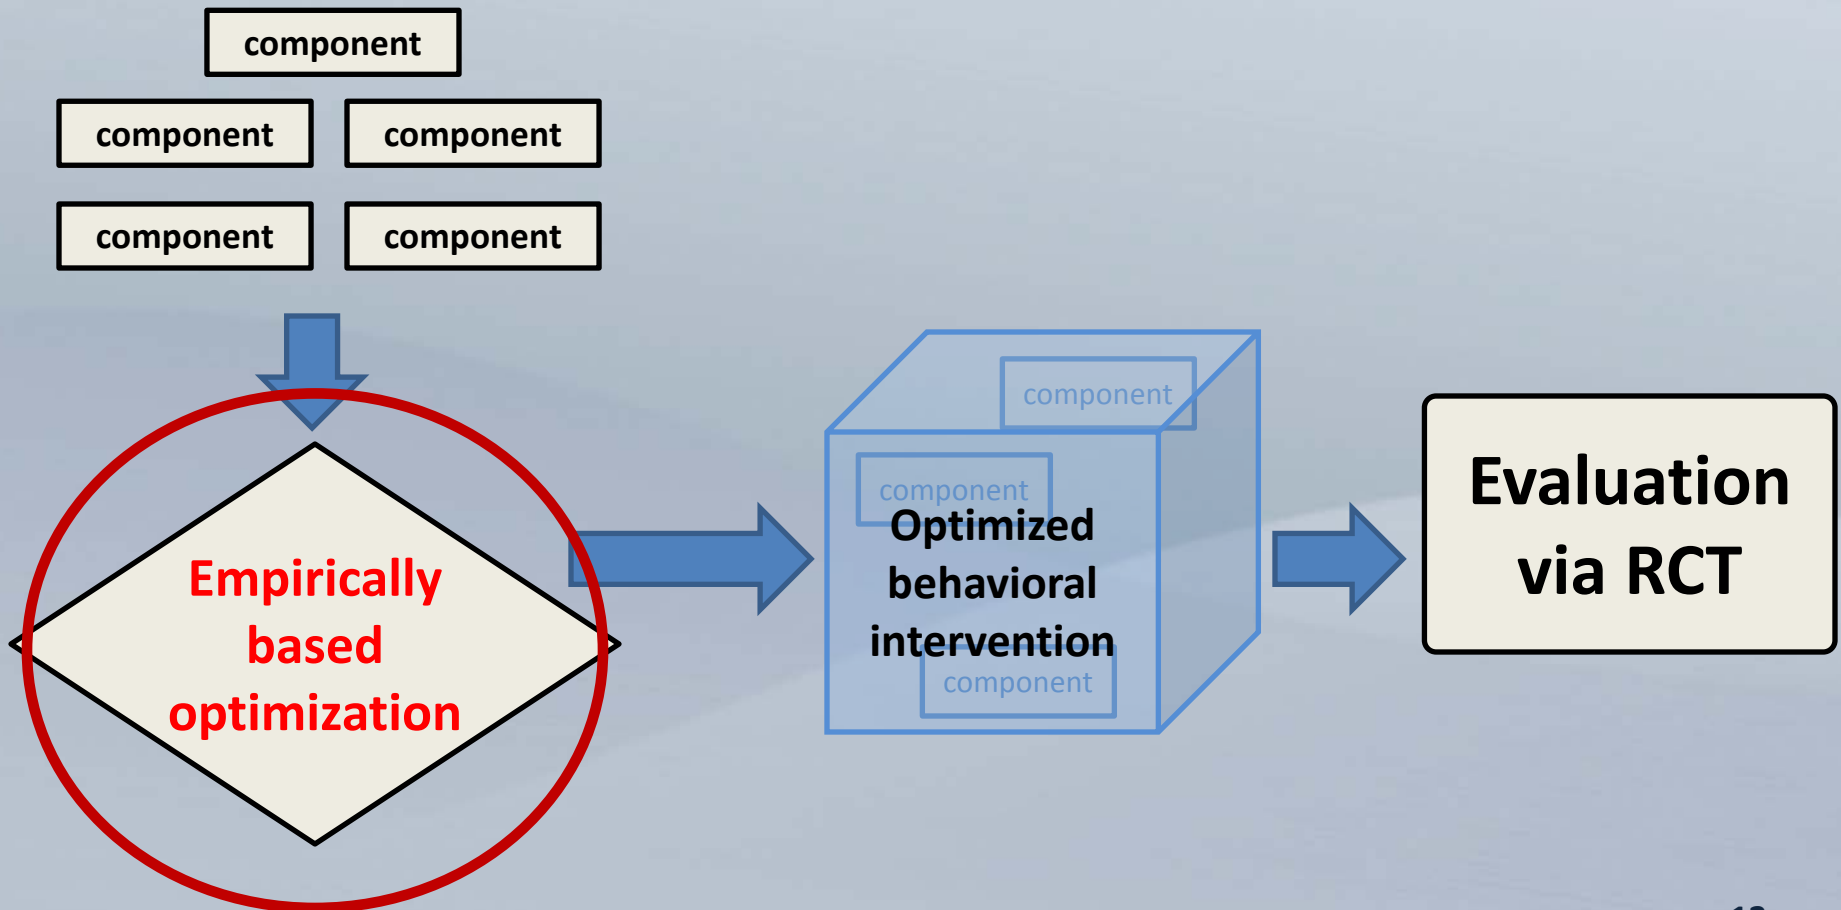 component
component component
component component
Empirically
based
optimization
component
component
Optimized
behavioral
intervention
component
Evaluation
via RCT